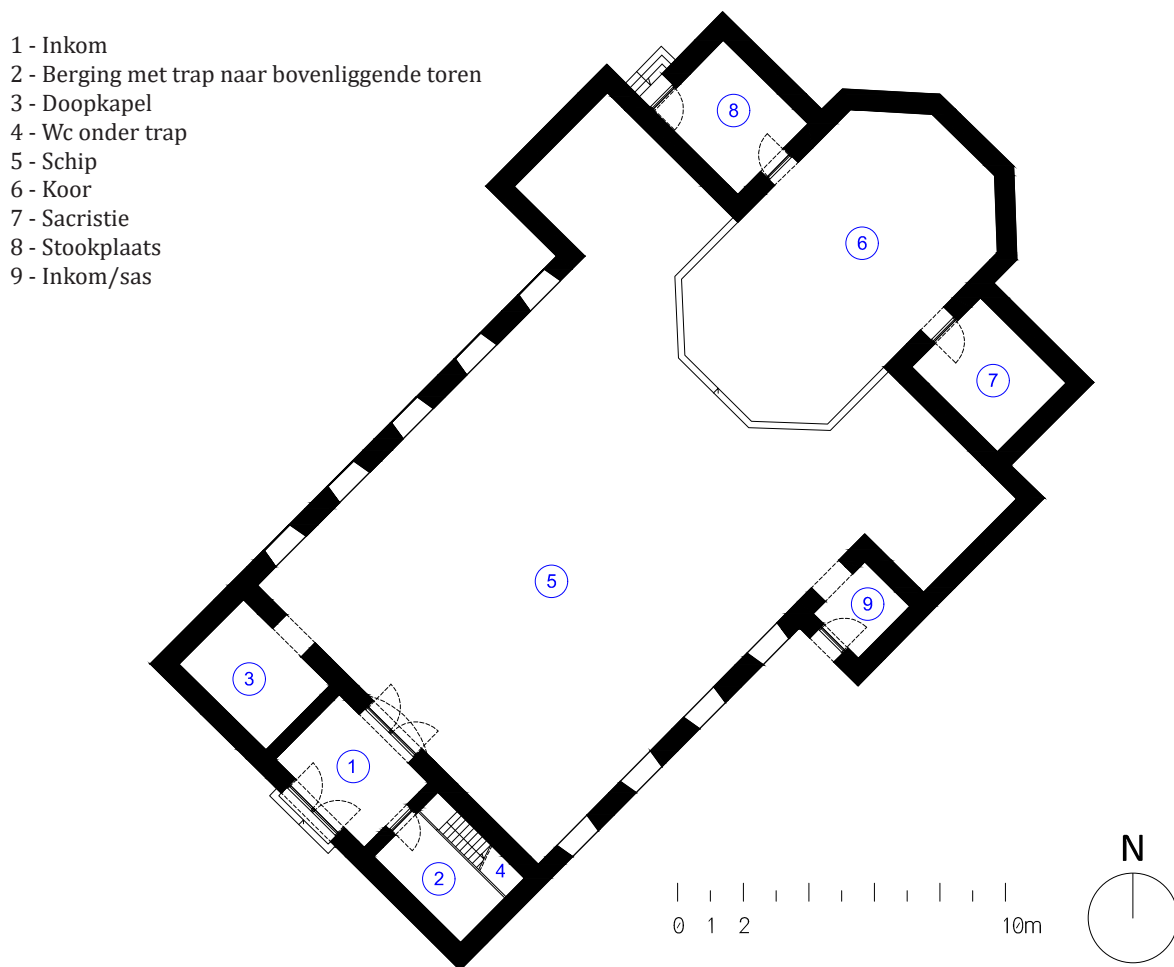 1 - Inkom
2 - Berging met trap naar bovenliggende toren
3 - Doopkapel
4 - Wc onder trap
5 - Schip
6 - Koor
7 - Sacristie
8 - Stookplaats
9 - Inkom/sas
8
6
7
5
9
3
1
2
4
N
0 1 2 10m